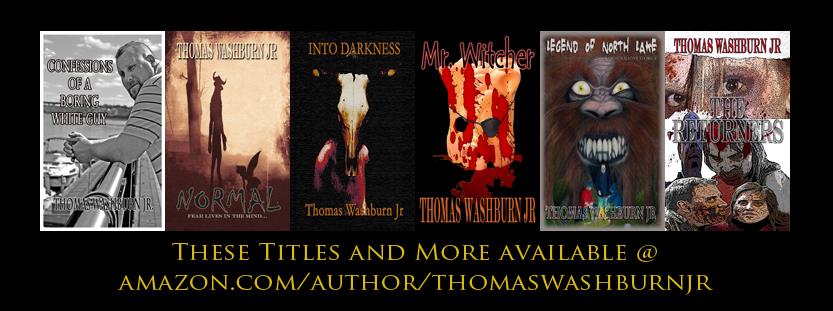 CONFESSIONS
OF A
BORING
WHITE GUY
THOMAS WASHBURN JR.
THOMAS WASHBURN JR
NORMAL
FEAR LIVES IN THE MIND...
INTO DARKNESS
Thomas Washburn Jr
Mr. Witcher
THOMAS WASHBURN JR
LEGEND OF NORTH LAKE
THOMAS WASHBURN JR
THOMAS WASHBURN JR
THE
RETURNERS
THESE TITLES AND MORE AVAILABLE @
AMAZON.COM/AUTHOR/THOMASWASHBURNJR